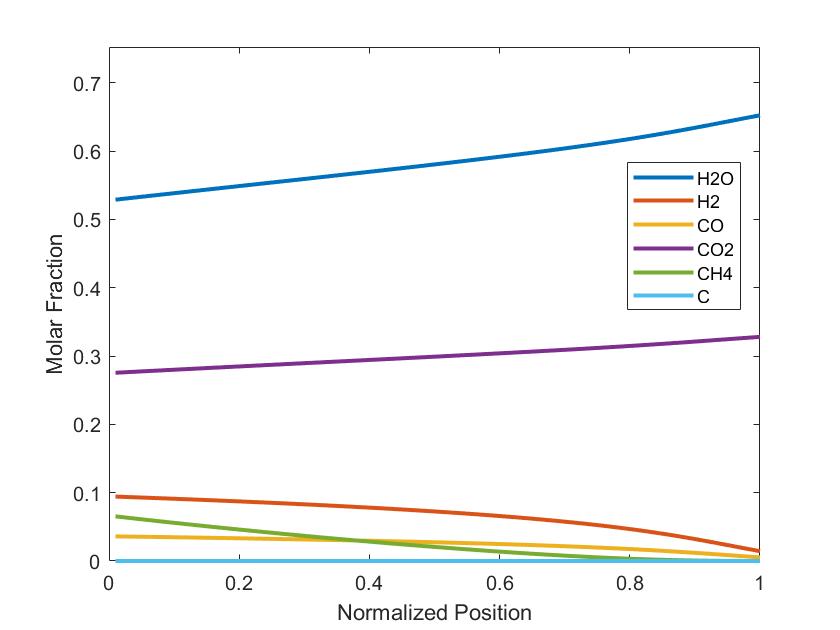 0.7
0.6
0.5
0.4
0.3
0.2
0.1
0
Molar Fraction
H2O
H2
CO
CO2
CH4
C
0 0.2 0.4 0.6 0.8 1
Normalized Position